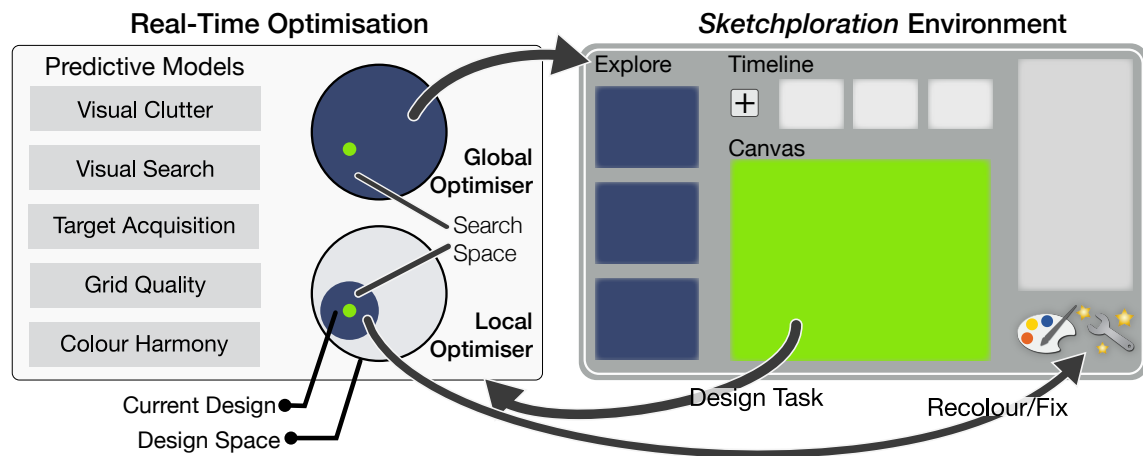 Real-Time Optimisation
Predictive Models
Visual Clutter
Visual Search
Target Acquisition
Grid Quality
Colour Harmony
Global
Optimiser
Search
Space
Local
Optimiser
Current Design
Design Space
Sketchploration Environment
Explore
Timeline
+
Canvas
Design Task
Recolour/Fix